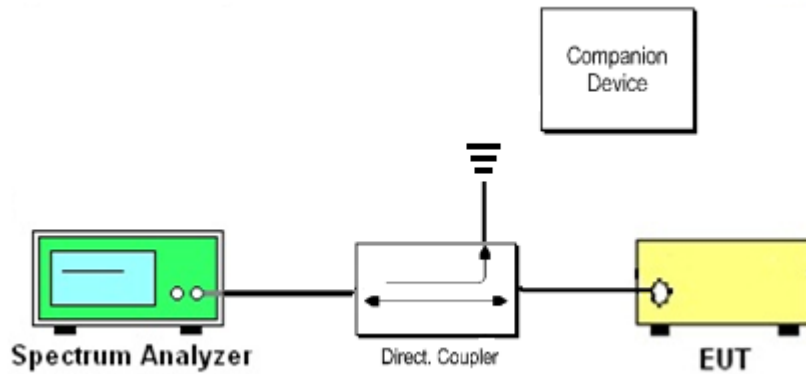 Companion
Device
Spectrum Analyzer
Direct. Coupler
EUT